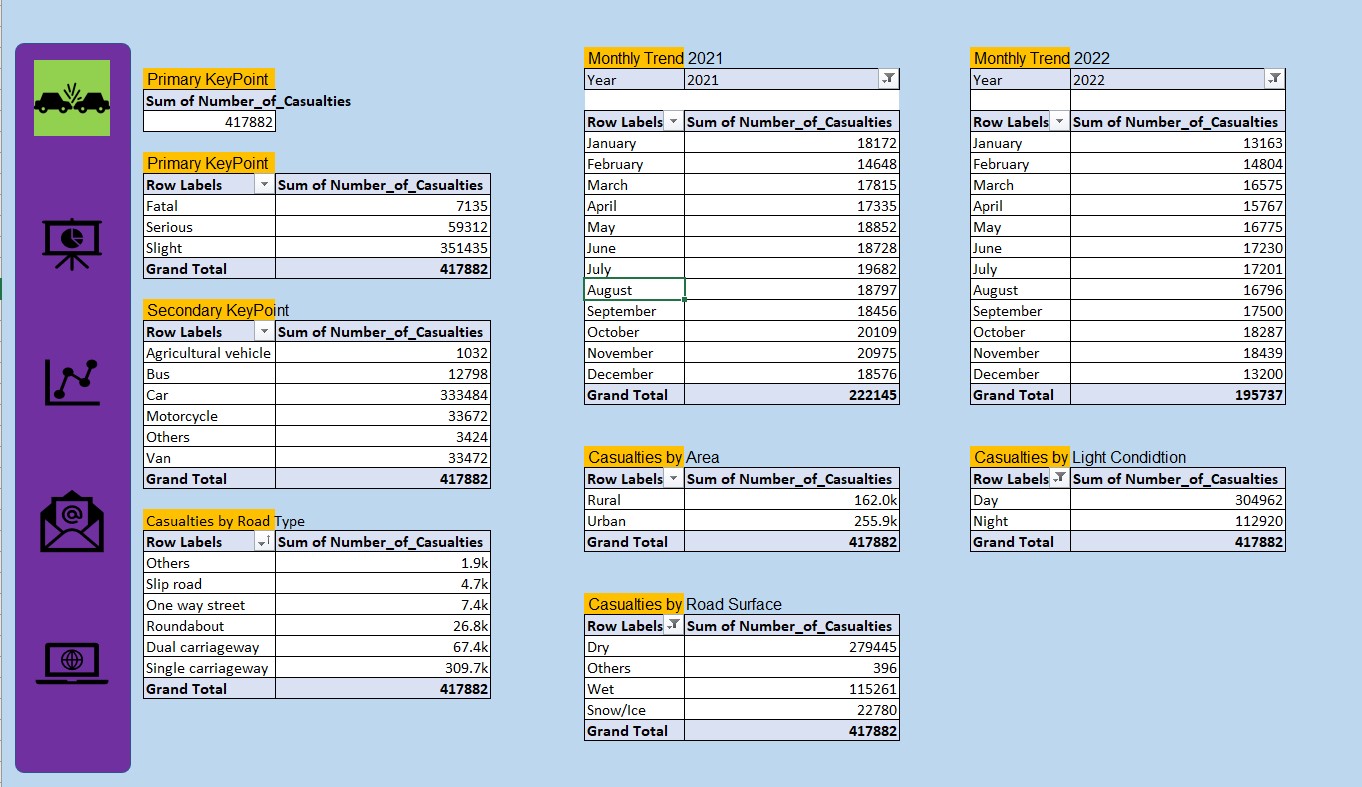 Primary KeyPoint
Sum of Number_of_Casualties
417882
Primary KeyPoint
Row Labels Sum of Number_of_Casualties
Fatal 7135
Serious 59312
Slight 351435
Grand Total 417882
Secondary KeyPoint
Row Labels Sum of Number_of_Casualties
Agricultural vehicle 1032
Bus 12798
Car 333484
Motorcycle 33672
Others 3424
Van 33472
Grand Total 417882
Casualties by Road Type
Row Labels Sum of Number_of_Casualties
Others 1.9k
Slip road 4.7k
One way street 7.4k
Roundabout 26.8k
Dual carriageway 67.4k
Single carriageway 309.7k
Grand Total 417882
Monthly Trend 2021
Year 2021
Row Labels Sum of Number_of_Casualties
January 18172
February 14648
March 17815
April 17335
May 18852
June 18728
July 19682
August 18797
September 18456
October 20109
November 20975
December 18576
Grand Total 222145
Casualties by Area
Row Labels Sum of Number_of_Casualties
Rural 162.0k
Urban 255.9k
Grand Total 417882
Casualties by Road Surface
Row Labels Sum of Number_of_Casualties
Dry 279445
Others 396
Wet 115261
Snow/Ice 22780
Grand Total 417882
Monthly Trend 2022
Year 2022
Row Labels Sum of Number_of_Casualties
January 13163
February 14804
March 16575
April 15767
May 16775
June 17230
July 17201
August 16796
September 17500
October 18287
November 18439
December 13200
Grand Total 195737
Casualties by Light Condidtion
Row Labels Sum of Number_of_Casualties
Day 304962
Night 112920
Grand Total 417882